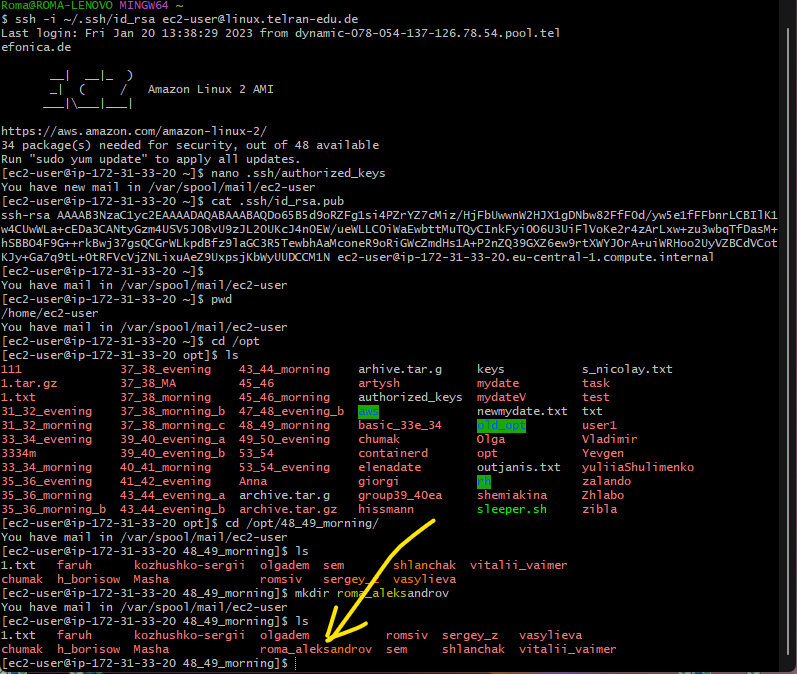 Roma@ROMA-LENOVO MINGW64 ~
$ ssh -i ~/.ssh/id_rsa ec2-user@linux.telran-edu.de
Last login: Fri Jan 20 13:38:29 2023 from dynamic-078-054-137-126.78.54.pool.tel
efonica.de
__|  __|_  )
_|  (     /   Amazon Linux 2 AMI
___|\___|___|
https://aws.amazon.com/amazon-linux-2/
34 package(s) needed for security, out of 48 available
Run "sudo yum update" to apply all updates.
[ec2-user@ip-172-31-33-20 ~]$ nano .ssh/authorized_keys
You have new mail in /var/spool/mail/ec2-user
[ec2-user@ip-172-31-33-20 ~]$ cat .ssh/id_rsa.pub
ssh-rsa AAAAB3NzaC1yc2EAAAADAQABAAABAQDo65B5d9oRZFg1si4PZrYZ7cMiz/HjFbUwwnW2HJX1gDNbw82FfFOd/yw5e1fFFbnrLCBIlK1
w4CUwWLa+cEDa3CANtyGzm4USV5JOBvU9zJL2OUKcJ4nOEW/ueWLLCOiWaEwbttMuTQyCInkFyiOO6U3UiFlVoKe2r4zArLxw+zu3wbqTfDasM+
hSBBO4F9G++rkBwj37gsQCGrWLkpdBfz9laGC3R5TewbhAaMconeR9oRiGWcZmdHs1A+P2nZQ39GXZ6ew9rtXWYJOrA+uiWRHoo2UyVZBCdVCot
KJy+Ga7q9tL+OtRFVcVjZNLixuAeZ9UxpsjKbWyUUDCCM1N ec2-user@ip-172-31-33-20.eu-central-1.compute.internal
[ec2-user@ip-172-31-33-20 ~]$
You have mail in /var/spool/mail/ec2-user
[ec2-user@ip-172-31-33-20 ~]$ pwd
/home/ec2-user
You have mail in /var/spool/mail/ec2-user
[ec2-user@ip-172-31-33-20 ~]$ cd /opt
[ec2-user@ip-172-31-33-20 opt]$ ls
111 37_38_evening 43_44_morning arhive.tar.g keys s_nicolay.txt
1.tar.gz 37_38_MA 45_46 artysh mydate task
1.txt 37_38_morning 45_46_morning authorized_keys mydateV test
31_32_evening 37_38_morning_b 47_48_evening_b aws newmydate.txt txt
31_32_morning 37_38_morning_c 48_49_morning basic_33e_34 old_opt user1
33_34_evening 39_40_evening_a 49_50_evening chumak Olga Vladimir
3334m 39_40_evening_b 53_54 containerd opt Yevgen
33_34_morning 40_41_morning 53_54_evening elenadate outjanis.txt yuliiaShulimenko
35_36_evening 41_42_evening Anna giorgi rh zalando
35_36_morning 43_44_evening_a archive.tar.g group39_40ea shemiakina Zhlabo
35_36_morning_b 43_44_evening_b archive.tar.gz hissmann sleeper.sh zibla
[ec2-user@ip-172-31-33-20 opt]$ cd /opt/48_49_morning/
You have mail in /var/spool/mail/ec2-user
[ec2-user@ip-172-31-33-20 48_49_morning]$ ls
1.txt faruh kozhushko-sergii olgadem sem shlanchak vitalii_vaimer
chumak h_borisow Masha romsiv sergey_z vasylieva
[ec2-user@ip-172-31-33-20 48_49_morning]$ mkdir roma_aleksandrov
You have mail in /var/spool/mail/ec2-user
[ec2-user@ip-172-31-33-20 48_49_morning]$ ls
1.txt faruh kozhushko-sergii olgadem romsiv sergey_z vasylieva
chumak h_borisow Masha roma_aleksandrov sem shlanchak vitalii_vaimer
[ec2-user@ip-172-31-33-20 48_49_morning]$